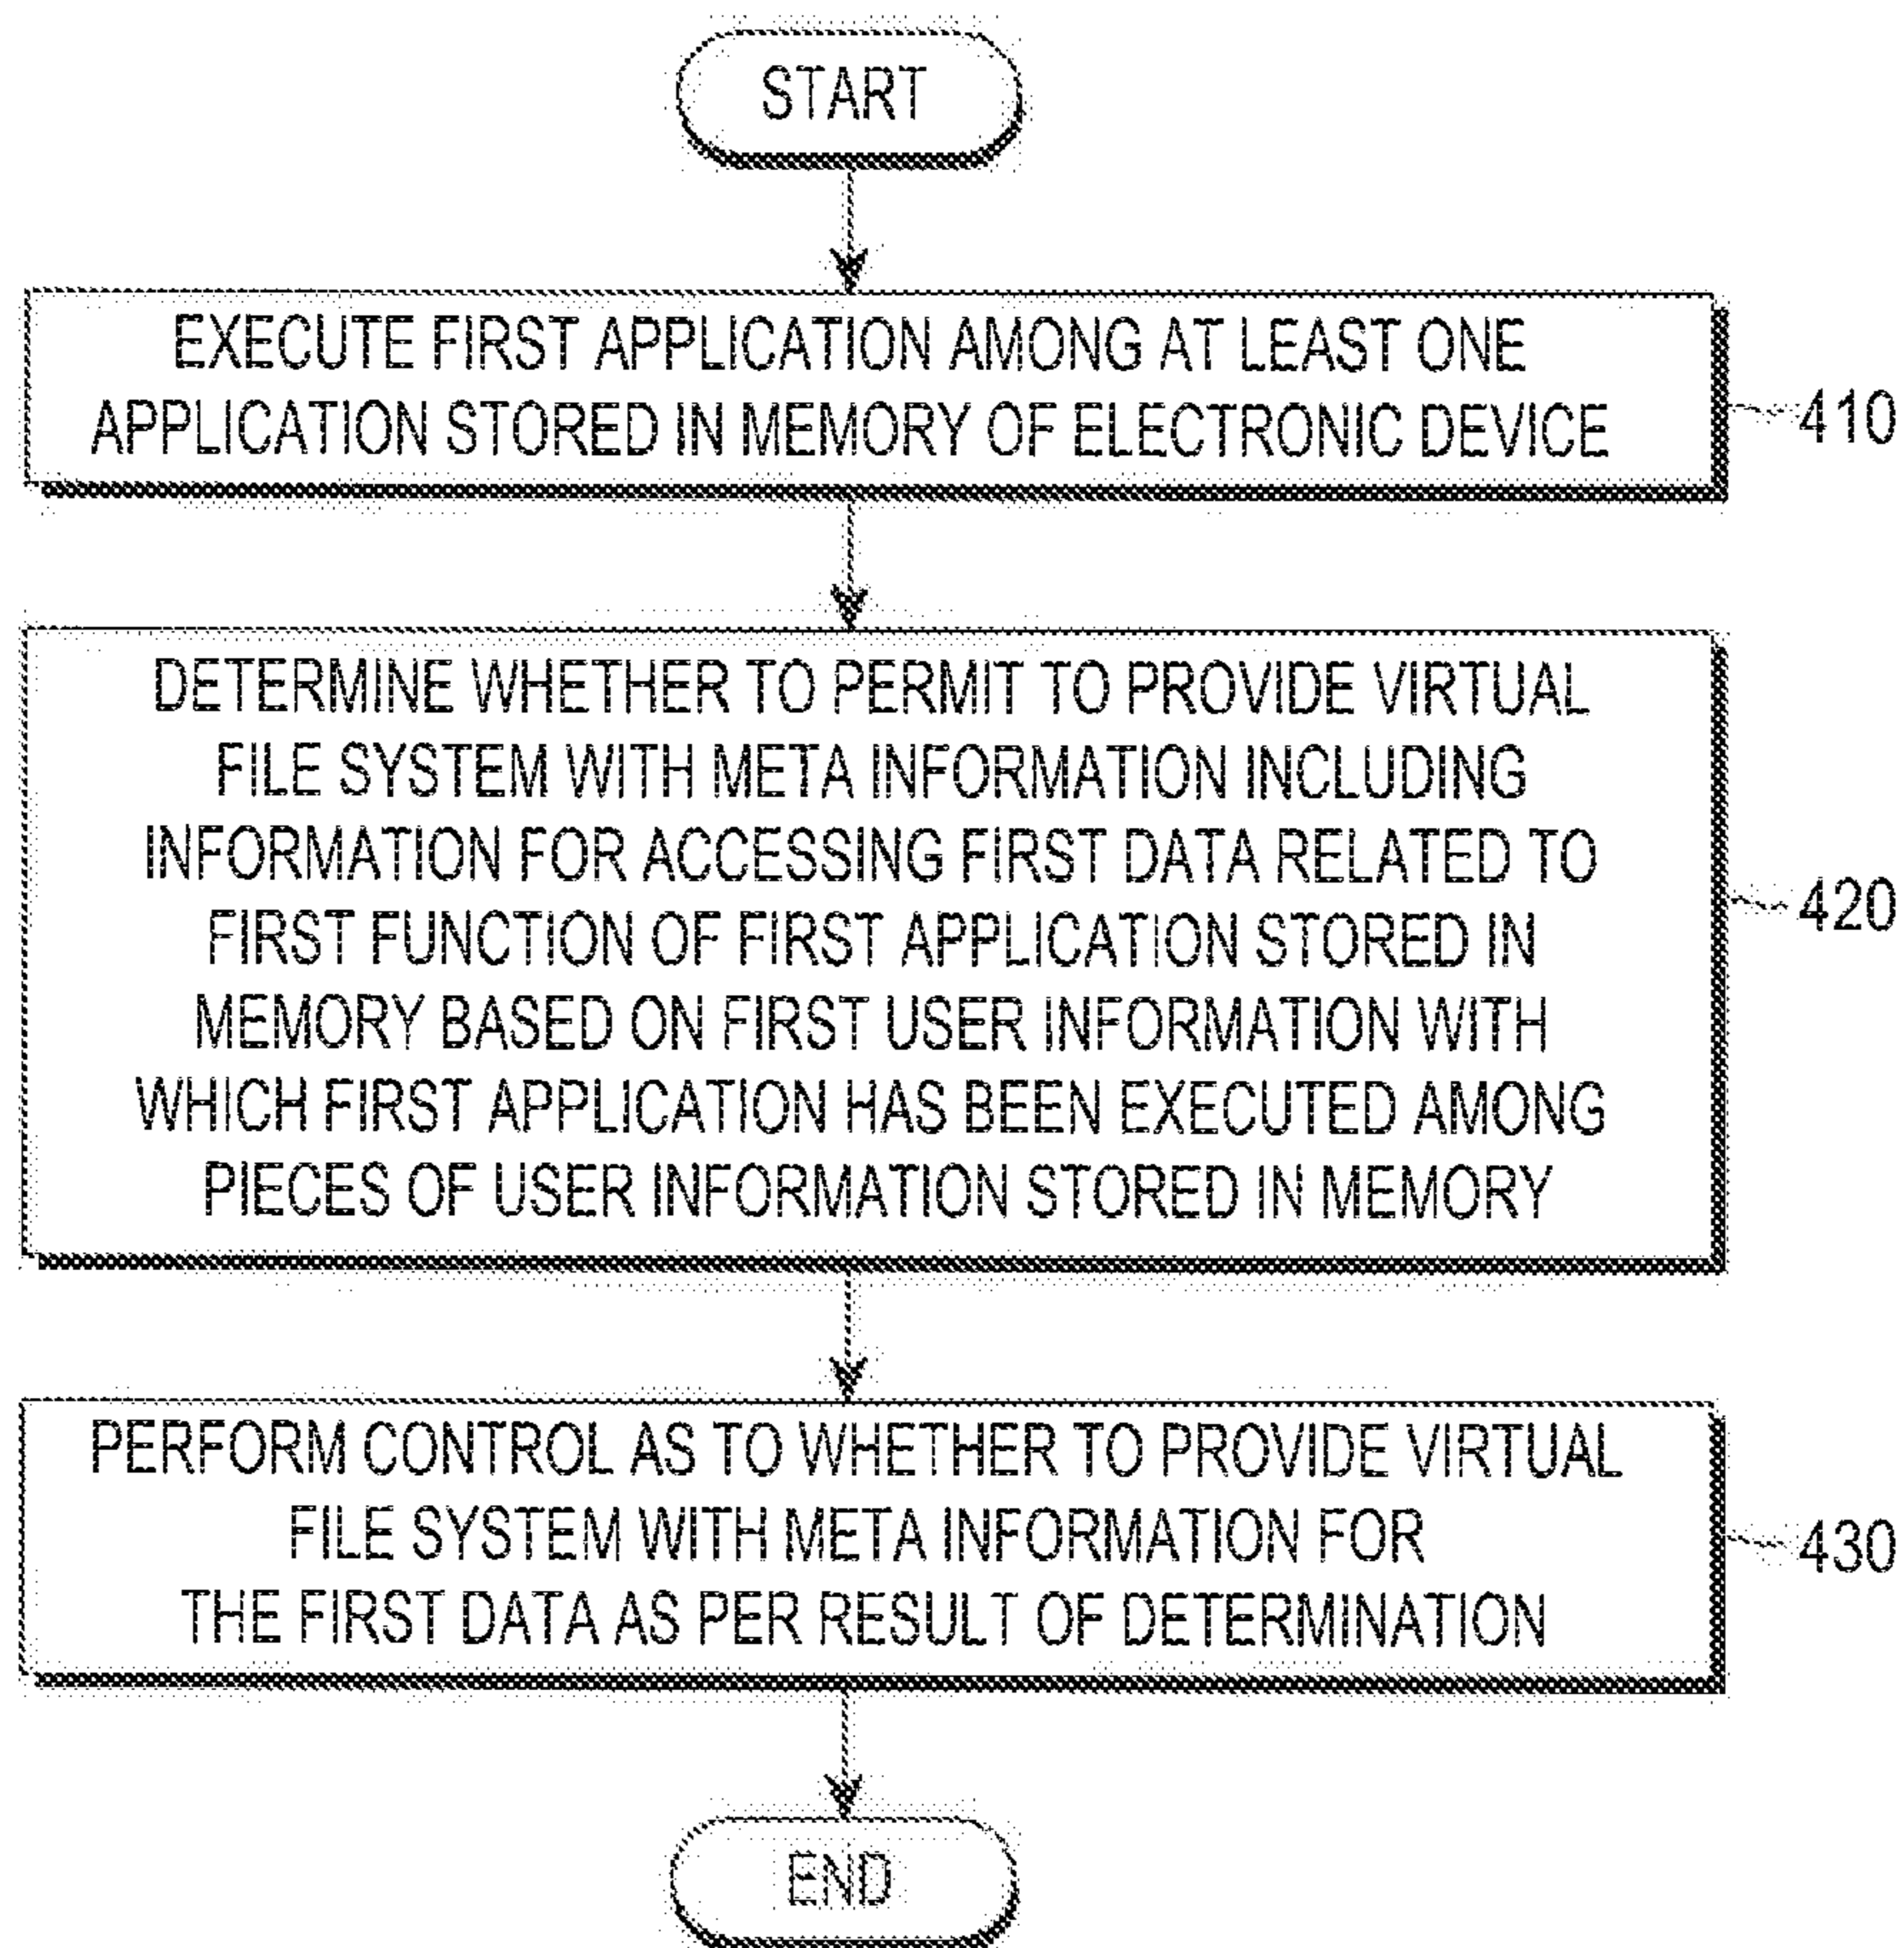 START
EXECUTE FIRST APPLICATION AMONG AT LEAST ONE
APPLICATION STORED IN MEMORY OF ELECTRONIC DEVICE
410
DETERMINE WHETHER TO PERMIT TO PROVIDE VIRTUAL
FILE SYSTEM WITH META INFORMATION INCLUDING
INFORMATION FOR ACCESSING FIRST DATA RELATED TO
FIRST FUNCTION OF FIRST APPLICATION STORED IN
MEMORY BASED ON FIRST USER INFORMATION WITH
WHICH FIRST APPLICATION HAS BEEN EXECUTED AMONG
PIECES OF USER INFORMATION STORED IN MEMORY
420
PERFORM CONTROL AS TO WHETHER TO PROVIDE VIRTUAL
FILE SYSTEM WITH META INFORMATION FOR
THE FIRST DATA AS PER RESULT OF DETERMINATION
430
END